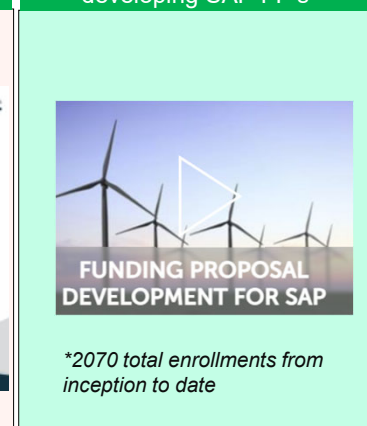 FUNDING PROPOSAL
DEVELOPMENT FOR SAP
*2070 total enrollments from
inception to date